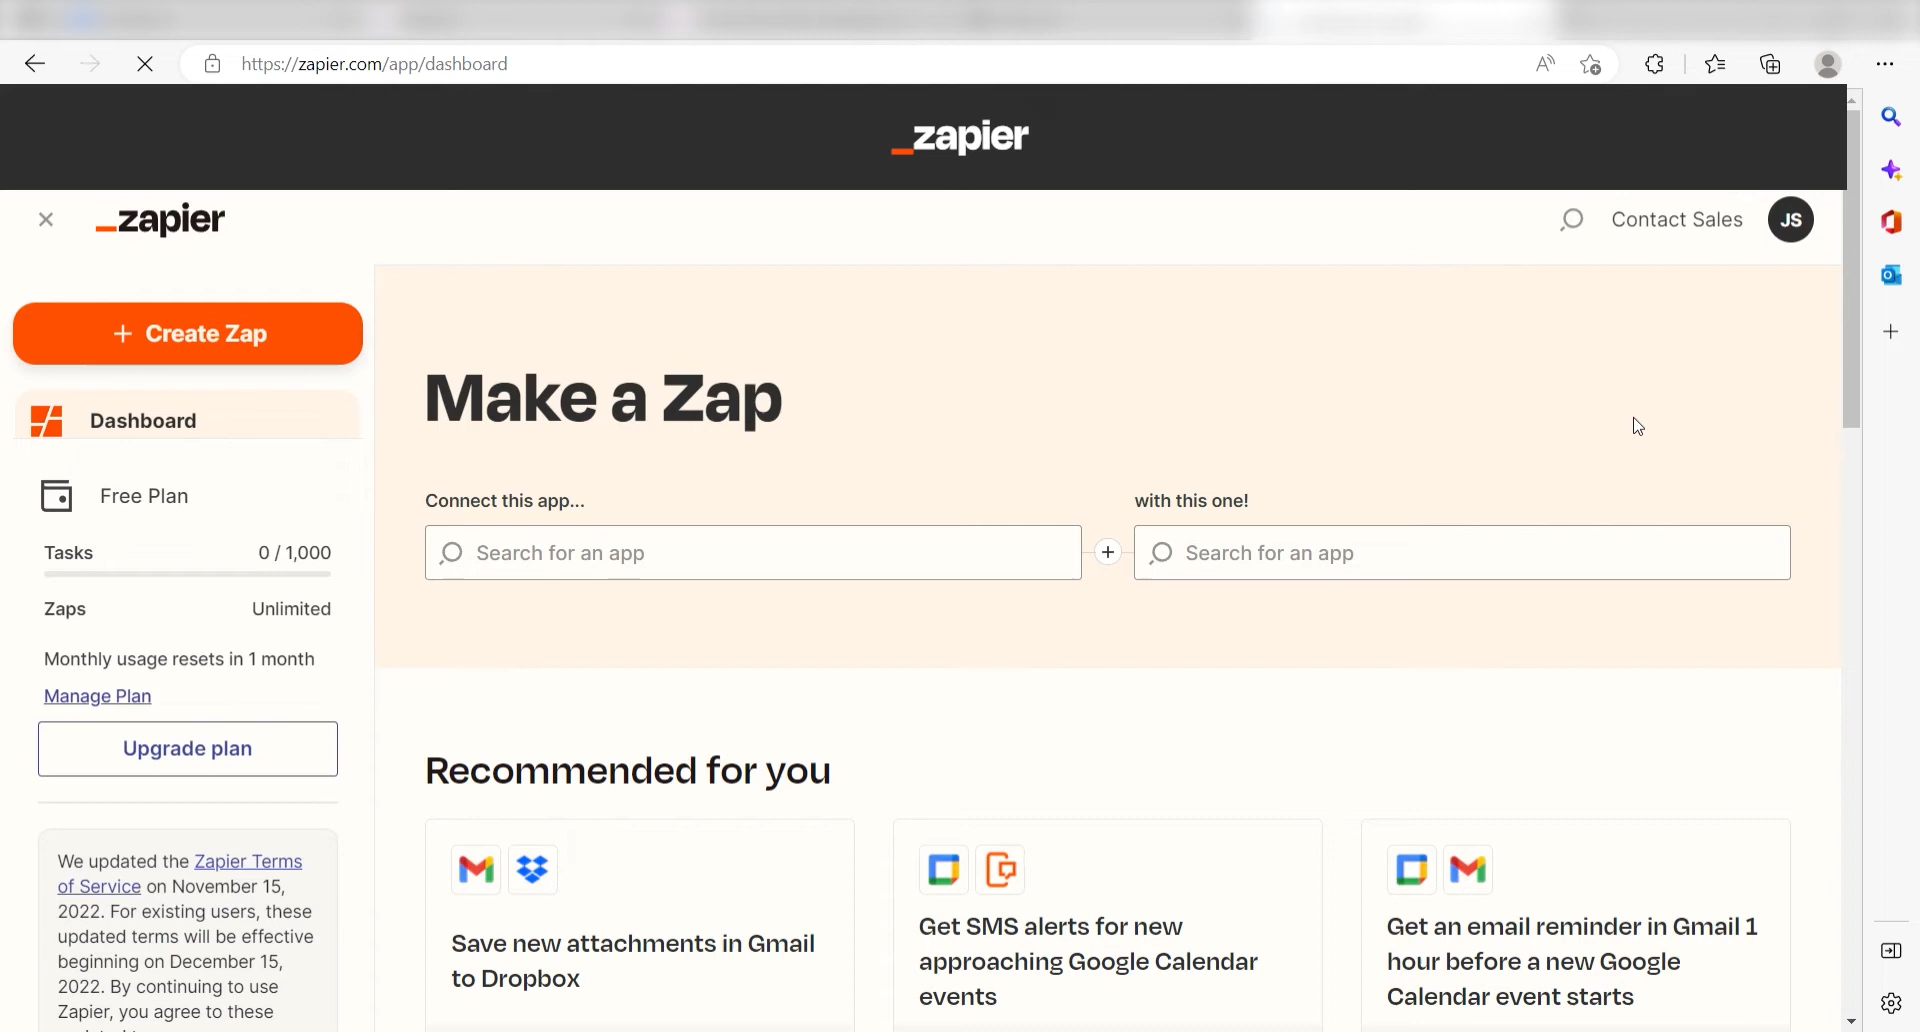 https://zapier.com/app/dashboard
_zapier
_zapier
Contact Sales
JS
+ Create Zap
Dashboard
Free Plan
Tasks 0 / 1,000
Zaps Unlimited
Monthly usage resets in 1 month
Manage Plan
Upgrade plan
We updated the Zapier Terms
of Service on November 15,
2022. For existing users, these
updated terms will be effective
beginning on December 15,
2022. By continuing to use
Zapier, you agree to these
Make a Zap
Connect this app...
with this one!
Search for an app
Search for an app
Recommended for you
Save new attachments in Gmail
to Dropbox
Get SMS alerts for new
approaching Google Calendar
events
Get an email reminder in Gmail 1
hour before a new Google
Calendar event starts